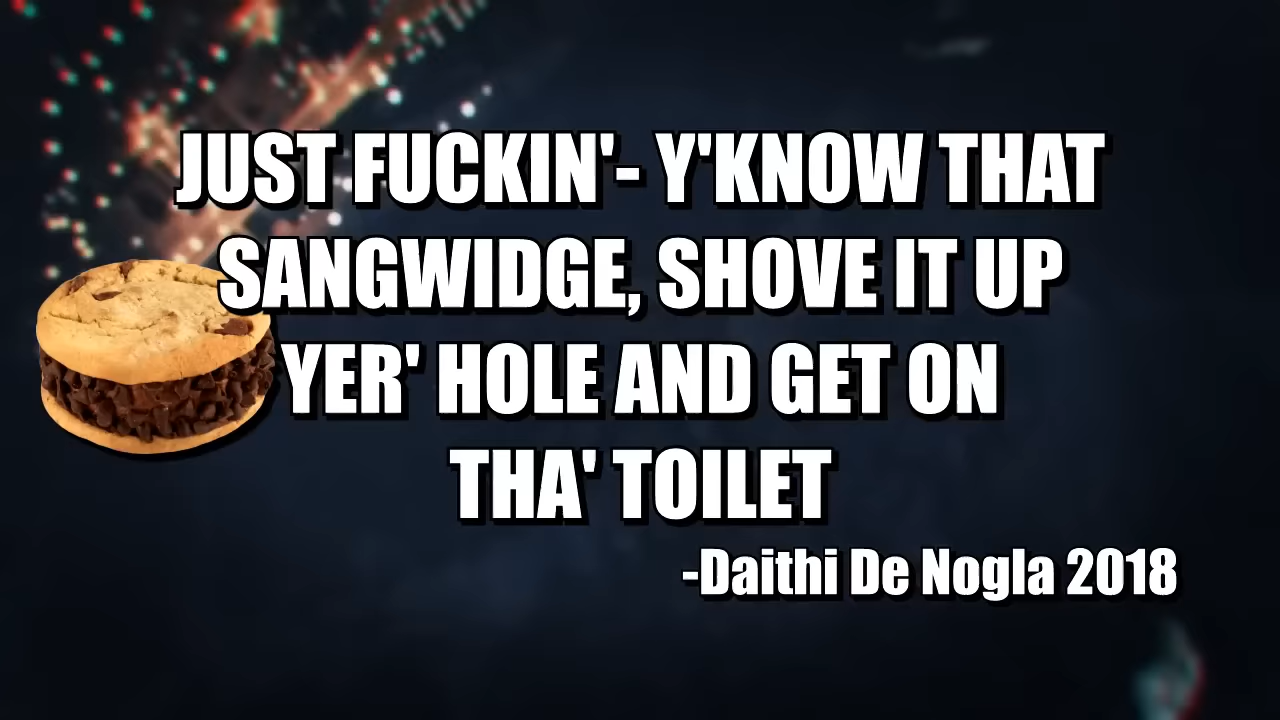 JUST FUCKIN'- Y'KNOW THAT
SANGWIDGE, SHOVE IT UP
YER' HOLE AND GET ON
THA' TOILET
-Daithi De Nogla 2018